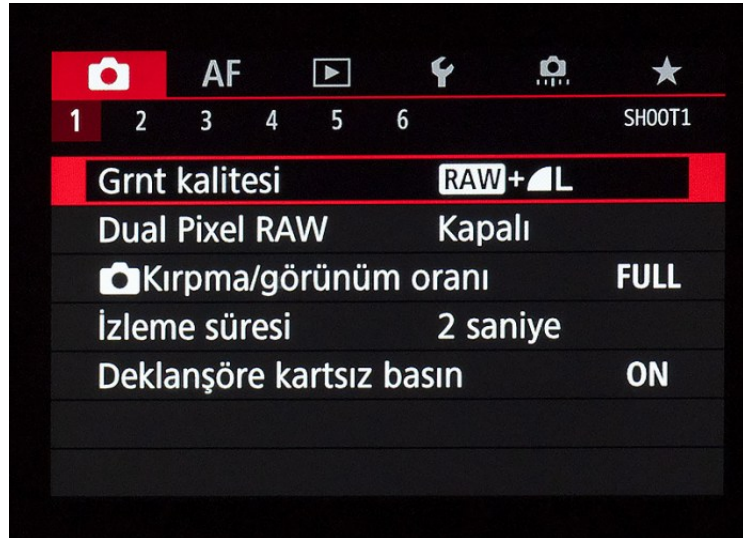 AF
1 2 3 4 5 6 SHOOT1
Grnt kalitesi RAW+L
Dual Pixel RAW Kapalı
Kırpma/görünüm oranı FULL
İzleme süresi 2 saniye
Deklanşöre kartsız basın ON